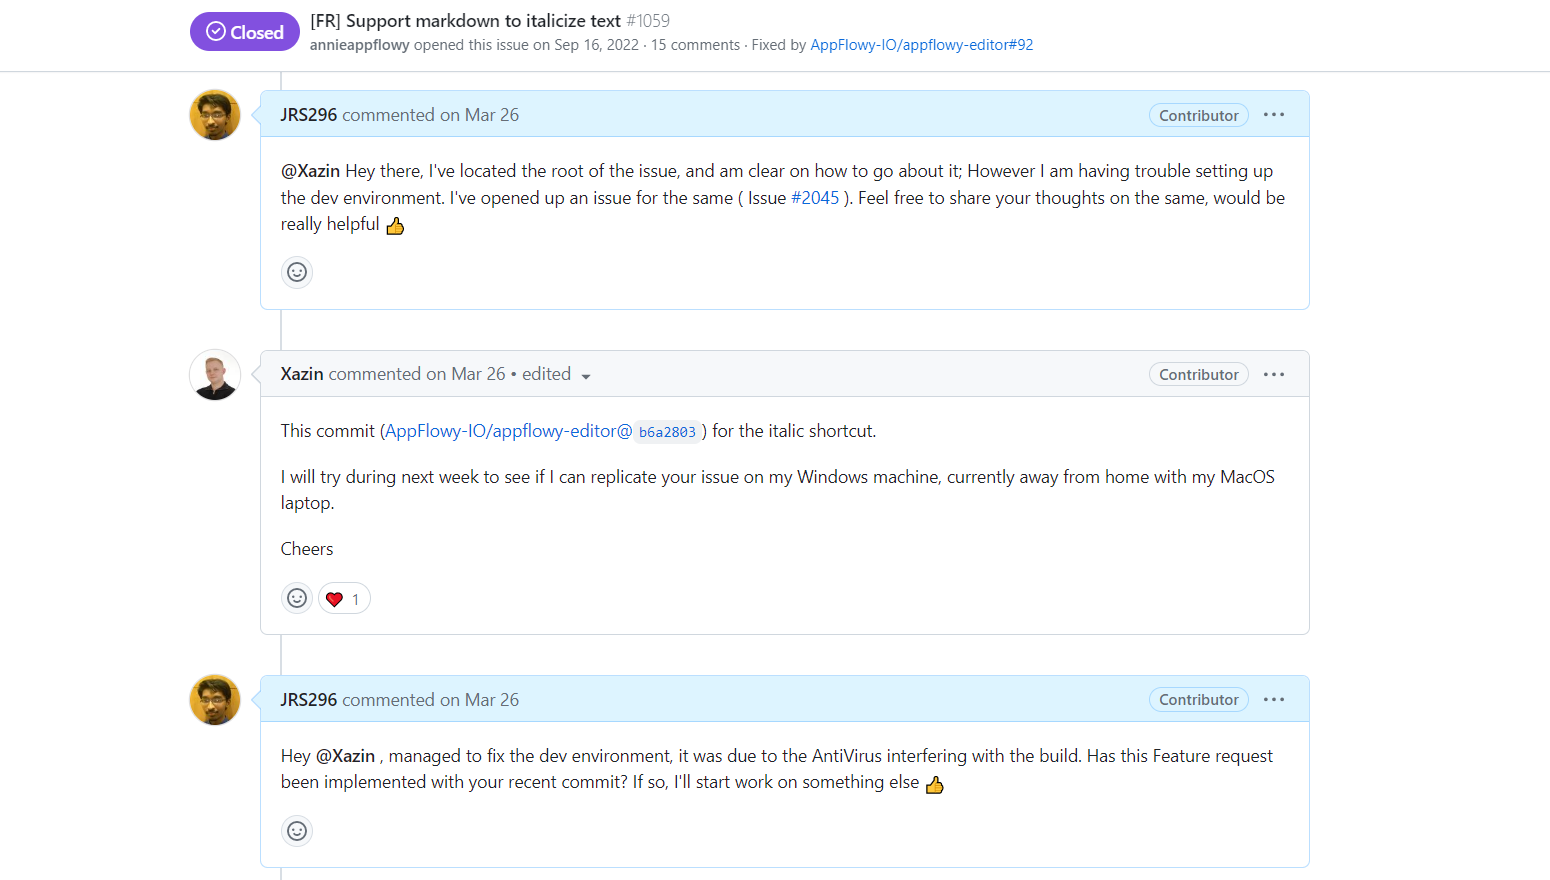 Closed
[FR] Support markdown to italicize text #1059
annieappflowy opened this issue on Sep 16, 2022 · 15 comments · Fixed by AppFlowy-IO/appflowy-editor#92
JRS296 commented on Mar 26
Contributor
@Xazin Hey there, I've located the root of the issue, and am clear on how to go about it; However I am having trouble setting up
the dev environment. I've opened up an issue for the same ( Issue #2045 ). Feel free to share your thoughts on the same, would be
really helpful 👍
Xazin commented on Mar 26 • edited
Contributor
This commit (AppFlowy-IO/appflowy-editor@b6a2803) for the italic shortcut.
I will try during next week to see if I can replicate your issue on my Windows machine, currently away from home with my MacOS
laptop.
Cheers
❤️ 1
JRS296 commented on Mar 26
Contributor
Hey @Xazin , managed to fix the dev environment, it was due to the AntiVirus interfering with the build. Has this Feature request
been implemented with your recent commit? If so, I'll start work on something else 👍